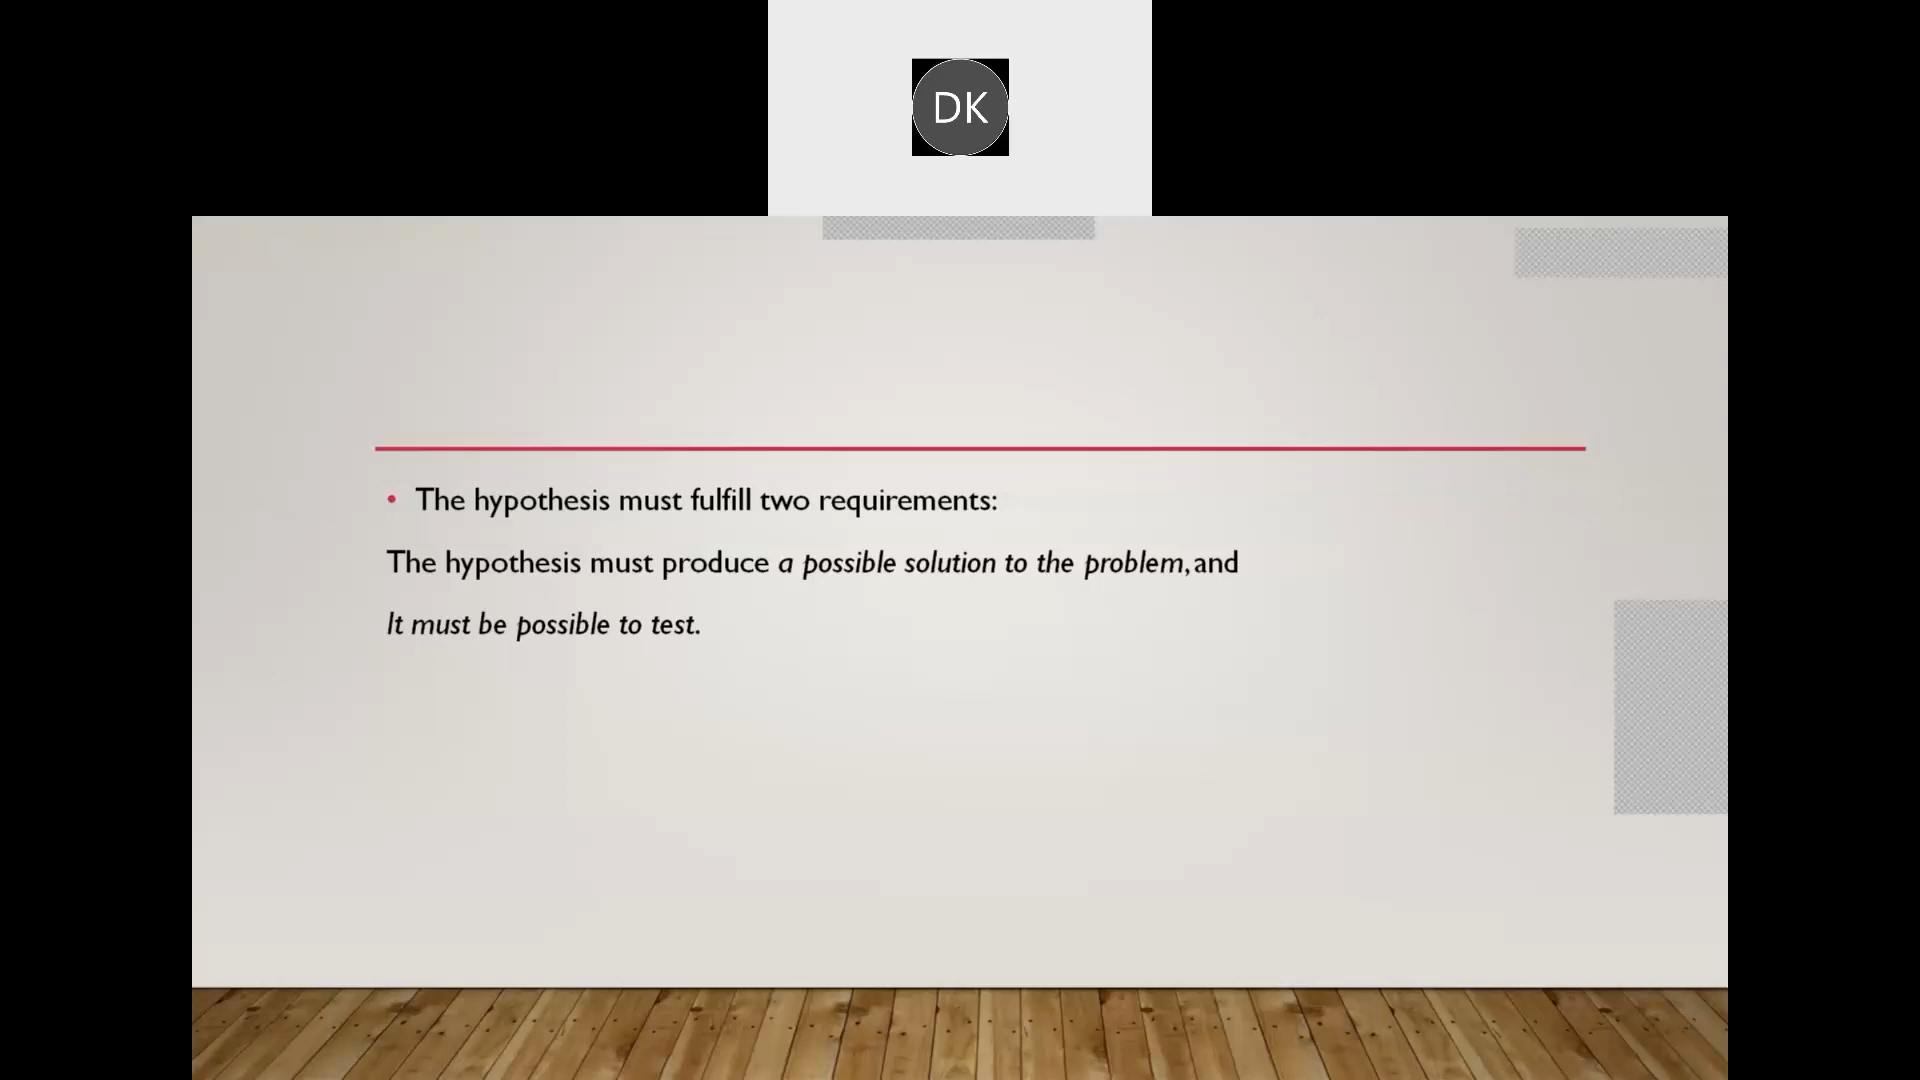 DK
• The hypothesis must fulfill two requirements:
The hypothesis must produce a possible solution to the problem, and
It must be possible to test.